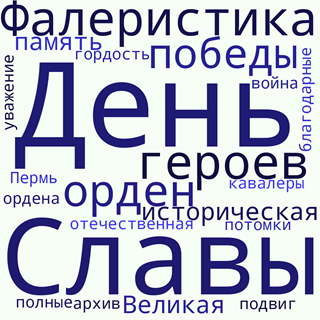 Фалеристика
память
гордость
победы
уважение
война
благодарные
День
героев
Пермь
орден
кавалеры
ордена
историческая
отечественная
потомки
Славы
полные
архив
Великая
подвиг